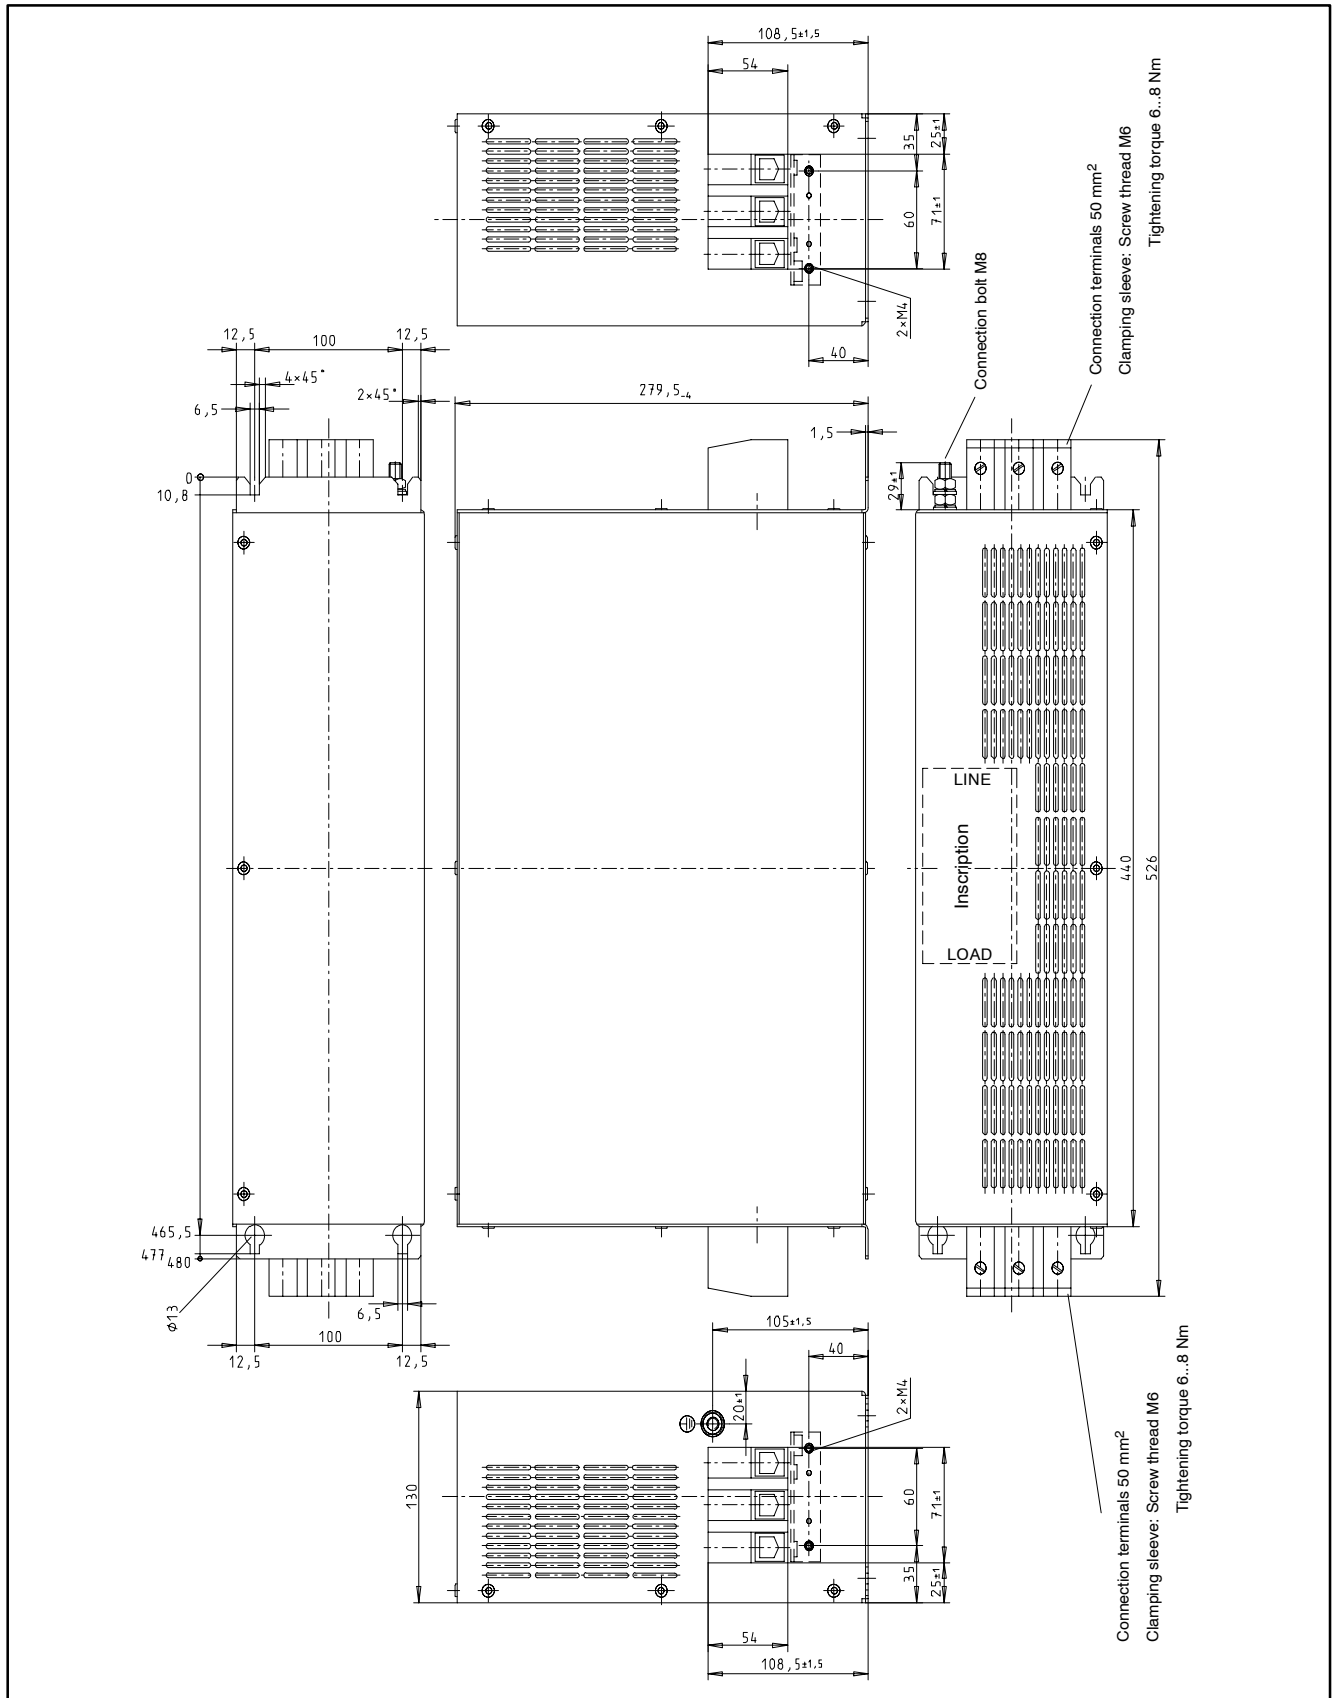 108,5±1,5
54
35
25±1
60
71±1
2×M4
40
Connection bolt M8
Connection terminals 50 mm²
Clamping sleeve: Screw thread M6
Tightening torque 6...8 Nm
12,5
100
12,5
4×45°
2×45°
6,5
0
10,8
279,5-4
1,5
29±1
LINE
Inscription
LOAD
440
526
465,5
477
480
ø13
6,5
12,5
100
12,5
105±1,5
40
20±1
2×M4
130
60
71±1
35
25±1
54
108,5±1,5
Connection terminals 50 mm²
Clamping sleeve: Screw thread M6
Tightening torque 6...8 Nm